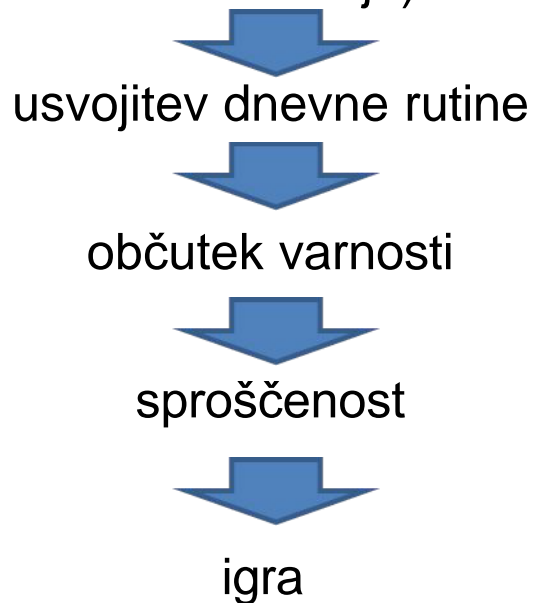 usvojitev dnevne rutine
občutek varnosti
sproščenost
igra